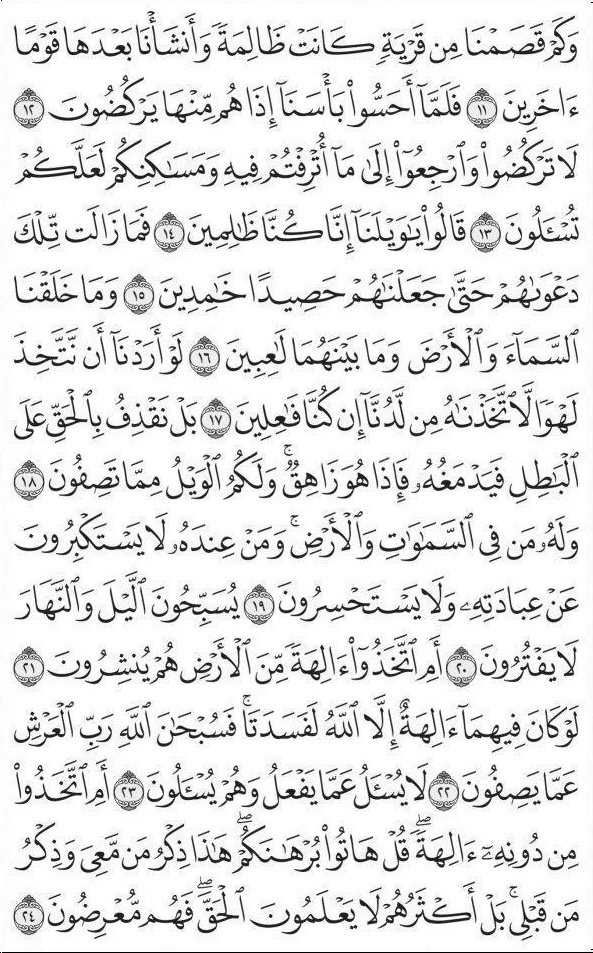 وَكَمْ قَصَمْنَا مِن قَرْيَةٍ كَانَتْ ظَالِمَةً وَأَنشَأْنَا بَعْدَهَا قَوْمًا
ءَاخَرِينَ ١١ فَلَمَّآ أَحَسُّوا۟ بَأْسَنَآ إِذَا هُم مِّنْهَا يَرْكُضُونَ ١٢
لَا تَرْكُضُوا۟ وَٱرْجِعُوٓا۟ إِلَىٰ مَآ أُتْرِفْتُمْ فِيهِ وَمَسَٰكِنِكُمْ لَعَلَّكُمْ
تُسْـَٔلُونَ ١٣ قَالُوا۟ يَٰوَيْلَنَآ إِنَّا كُنَّا ظَٰلِمِينَ ١٤ فَمَا زَالَت تِّلْكَ
دَعْوَىٰهُمْ حَتَّىٰ جَعَلْنَٰهُمْ حَصِيدًا خَٰمِدِينَ ١٥ وَمَا خَلَقْنَا
ٱلسَّمَآءَ وَٱلْأَرْضَ وَمَا بَيْنَهُمَا لَٰعِبِينَ ١٦ لَوْ أَرَدْنَآ أَن نَّتَّخِذَ
لَهْوًا لَّٱتَّخَذْنَٰهُ مِن لَّدُنَّآ إِن كُنَّا فَٰعِلِينَ ١٧ بَلْ نَقْذِفُ بِٱلْحَقِّ عَلَى
ٱلْبَٰطِلِ فَيَدْمَغُهُۥ فَإِذَا هُوَ زَاهِقٌ ۚ وَلَكُمُ ٱلْوَيْلُ مِمَّا تَصِفُونَ ١٨
وَلَهُۥ مَن فِى ٱلسَّمَٰوَٰتِ وَٱلْأَرْضِ ۚ وَمَنْ عِندَهُۥ لَا يَسْتَكْبِرُونَ
عَنْ عِبَادَتِهِۦ وَلَا يَسْتَحْسِرُونَ ١٩ يُسَبِّحُونَ ٱلَّيْلَ وَٱلنَّهَارَ
لَا يَفْتُرُونَ ٢٠ أَمِ ٱتَّخَذُوٓا۟ ءَالِهَةً مِّنَ ٱلْأَرْضِ هُمْ يُنشِرُونَ ٢١
لَوْ كَانَ فِيهِمَآ ءَالِهَةٌ إِلَّا ٱللَّهُ لَفَسَدَتَا ۚ فَسُبْحَٰنَ ٱللَّهِ رَبِّ ٱلْعَرْشِ
عَمَّا يَصِفُونَ ٢٢ لَا يُسْـَٔلُ عَمَّا يَفْعَلُ وَهُمْ يُسْـَٔلُونَ ٢٣ أَمِ ٱتَّخَذُوا۟
مِن دُونِهِۦٓ ءَالِهَةً ۖ قُلْ هَاتُوا۟ بُرْهَٰنَكُمْ ۖ هَٰذَا ذِكْرُ مَن مَّعِىَ وَذِكْرُ
مَن قَبْلِى ۚ بَلْ أَكْثَرُهُمْ لَا يَعْلَمُونَ ٱلْحَقَّ ۖ فَهُم مُّعْرِضُونَ ٢٤